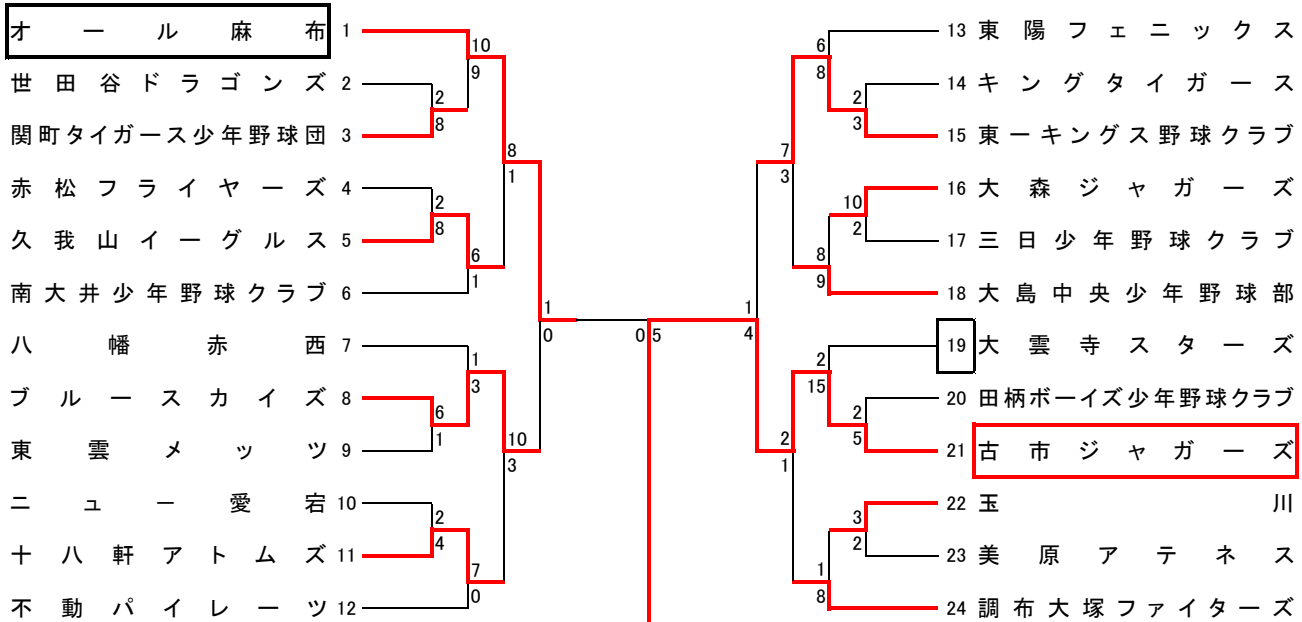 オール麻布 1
世田谷ドラゴンズ 2
関町タイガース少年野球団 3
赤松フライヤーズ 4
久我山イーグルス 5
南大井少年野球クラブ 6
八幡赤西 7
ブルースカイズ 8
東雲メッツ 9
ニュー愛宕 10
十八軒アトムズ 11
不動パイレーツ 12
10
9
2
8
8
1
2
8
6
1
1
0
1
3
6
1
10
3
2
4
7
0
0 5
1
4
6
8
2
3
7
3
10
2
8
9
2
15
2
5
2
1
3
2
1
8
13 東陽フェニックス
14 キングタイガース
15 東一キングス野球クラブ
16 大森ジャガーズ
17 三日少年野球クラブ
18 大島中央少年野球部
19 大雲寺スターズ
20 田柄ボーイズ少年野球クラブ
21 古市ジャガーズ
22 玉川
23 美原アテネス
24 調布大塚ファイターズ